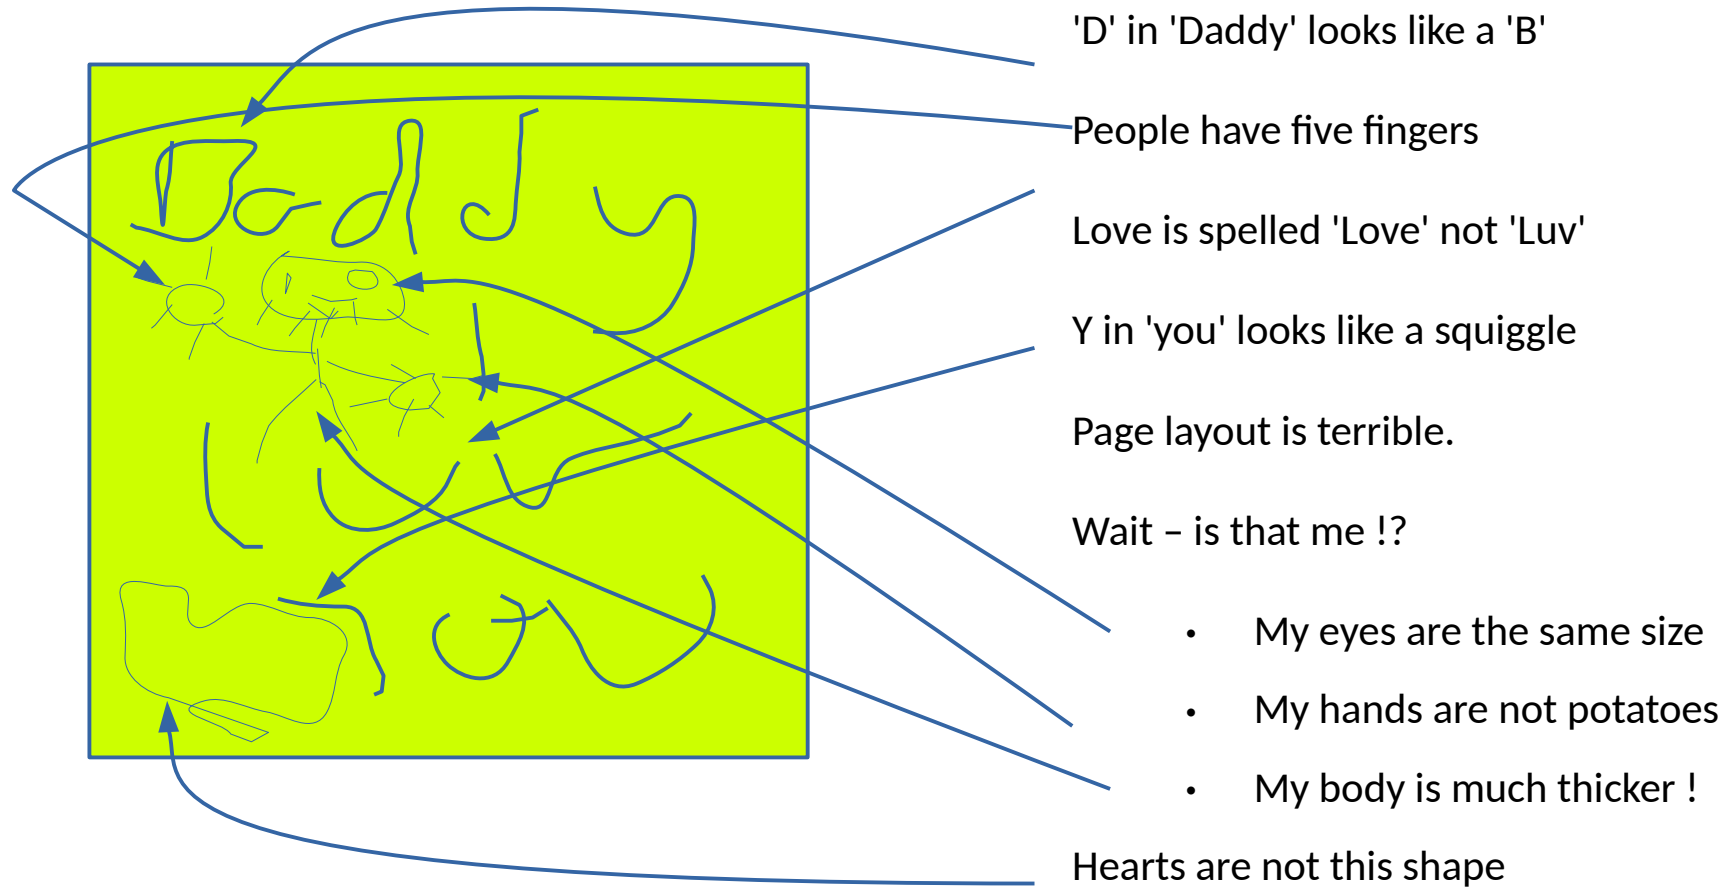 'D' in 'Daddy' looks like a 'B'
People have five fingers
Love is spelled 'Love' not 'Luv'
Y in 'you' looks like a squiggle
Page layout is terrible.
Wait – is that me !?
• My eyes are the same size
• My hands are not potatoes
• My body is much thicker !
Hearts are not this shape
Daddy
I
Luv
you